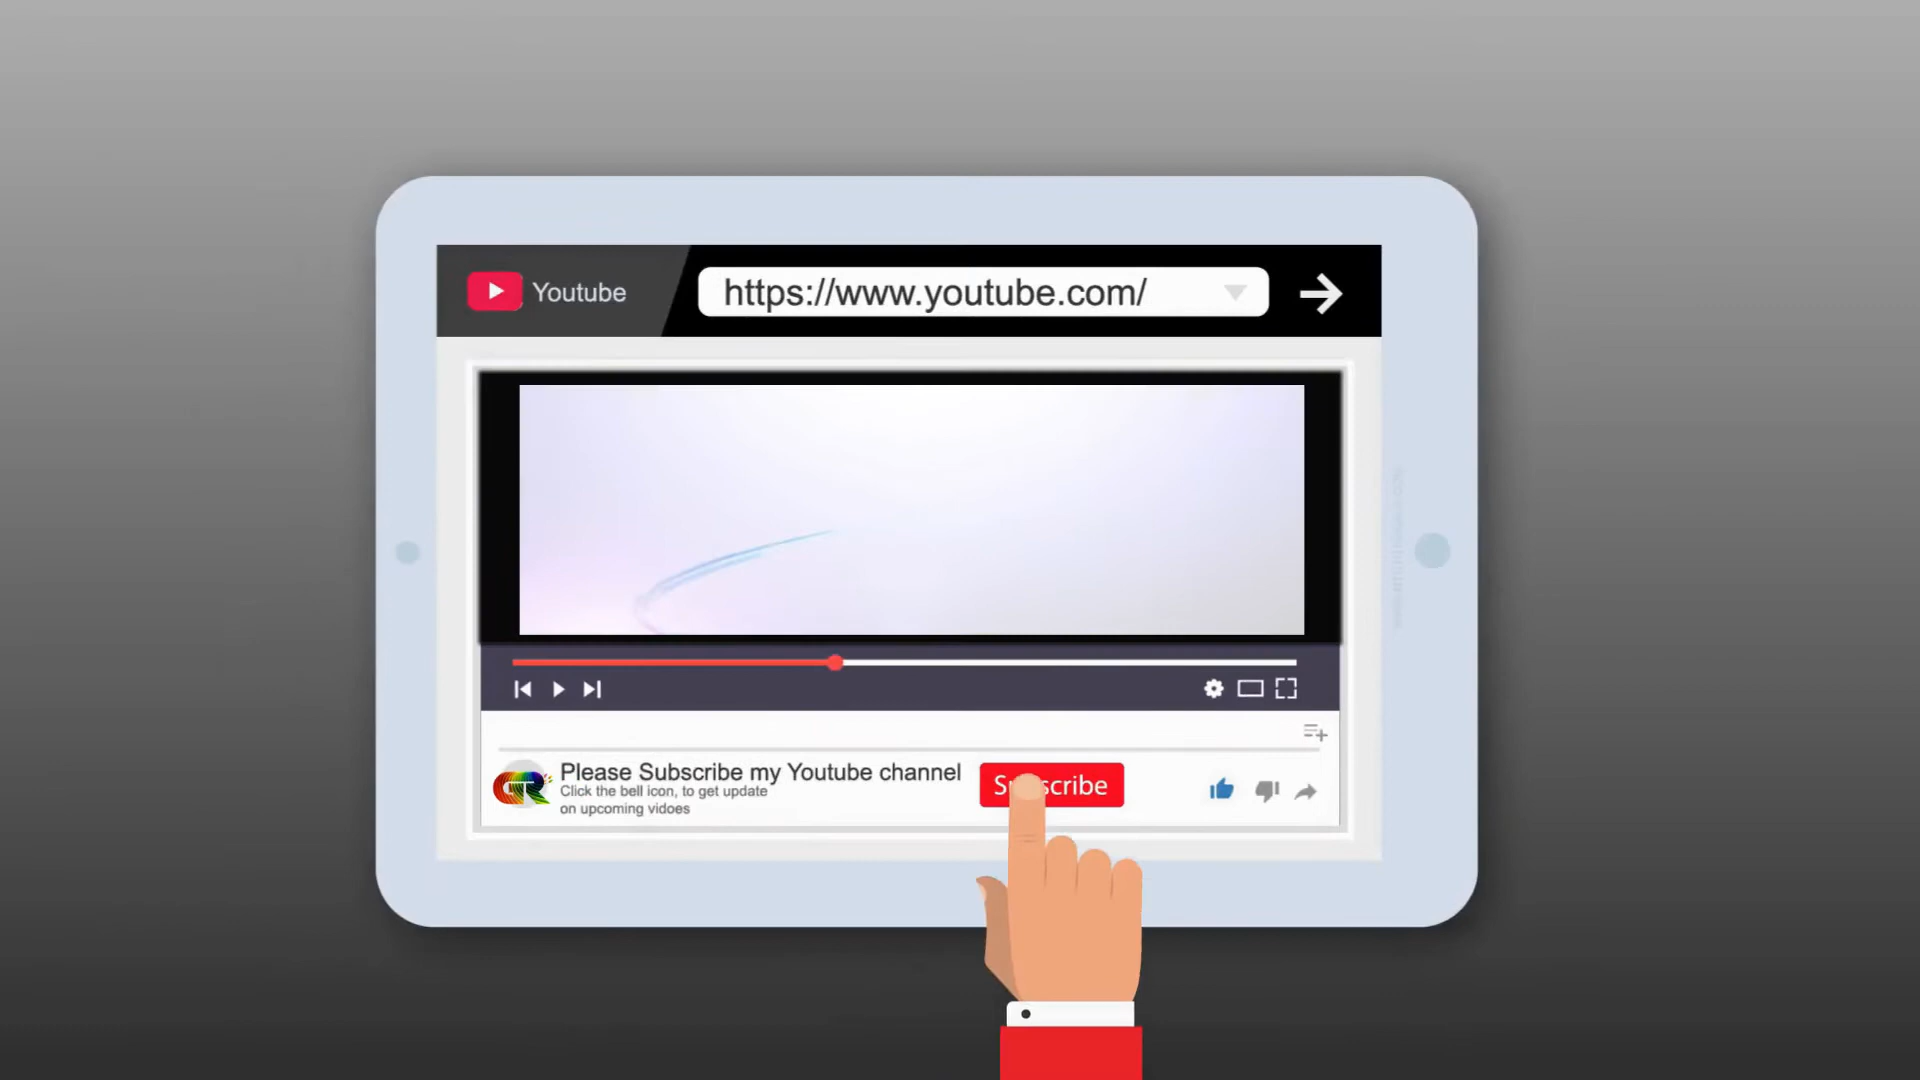 Youtube
https://www.youtube.com/
Please Subscribe my Youtube channel
Click the bell icon, to get update
on upcoming vidoes
Subscribe